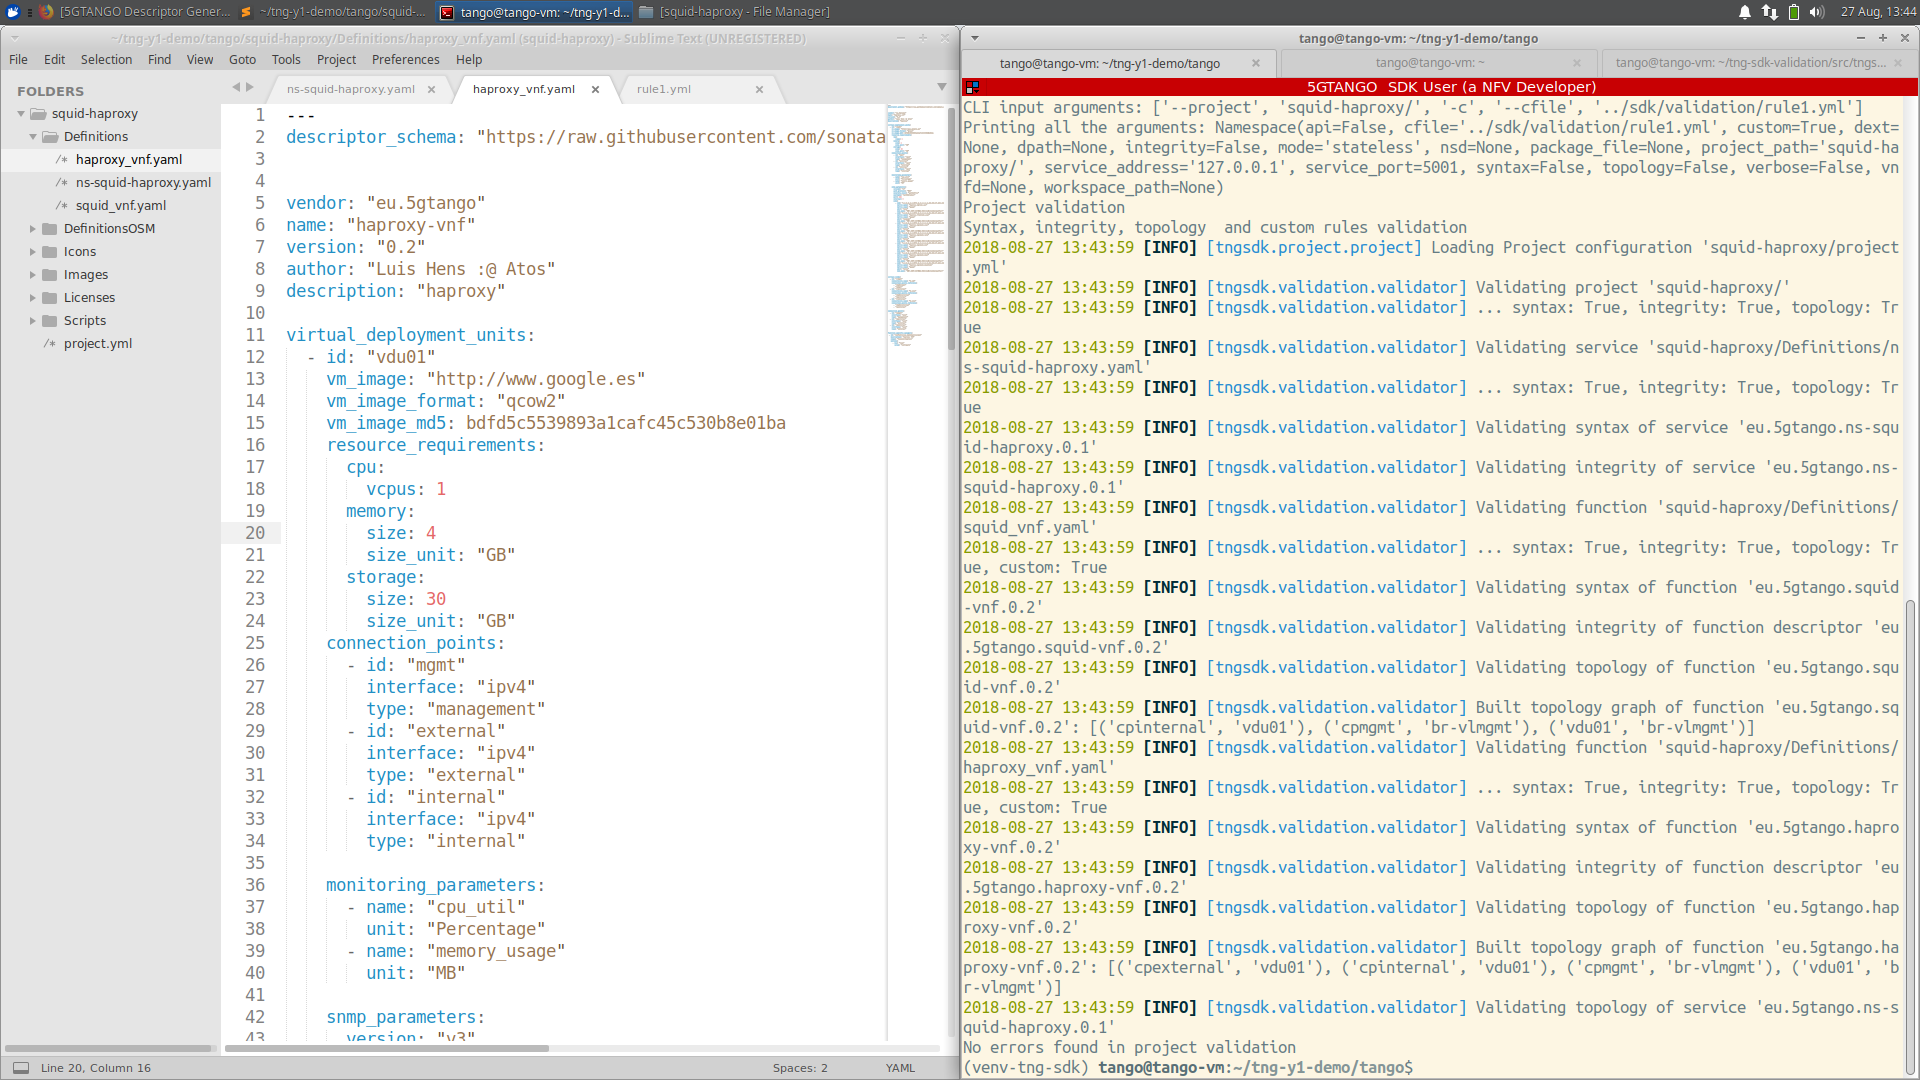 [5GTANGO Descriptor Gener...
~/tng-y1-demo/tango/squid-...
tango@tango-vm: ~/tng-y1-d...
[squid-haproxy - File Manager]
27 Aug, 13:44
~/tng-y1-demo/tango/squid-haproxy/Definitions/haproxy_vnf.yaml (squid-haproxy) - Sublime Text (UNREGISTERED)
File Edit Selection Find View Goto Tools Project Preferences Help
FOLDERS
squid-haproxy
Definitions
/* haproxy_vnf.yaml
/* ns-squid-haproxy.yaml
/* squid_vnf.yaml
DefinitionsOSM
Icons
Images
Licenses
Scripts
/* project.yml
ns-squid-haproxy.yaml
haproxy_vnf.yaml
rule1.yml
1 ---
2 descriptor_schema: "https://raw.githubusercontent.com/sonata
3
4
5 vendor: "eu.5gtango"
6 name: "haproxy-vnf"
7 version: "0.2"
8 author: "Luis Hens :@ Atos"
9 description: "haproxy"
10
11 virtual_deployment_units:
12 - id: "vdu01"
13 vm_image: "http://www.google.es"
14 vm_image_format: "qcow2"
15 vm_image_md5: bdfd5c5539893a1cafc45c530b8e01ba
16 resource_requirements:
17 cpu:
18 vcpus: 1
19 memory:
20 size: 4
21 size_unit: "GB"
22 storage:
23 size: 30
24 size_unit: "GB"
25 connection_points:
26 - id: "mgmt"
27 interface: "ipv4"
28 type: "management"
29 - id: "external"
30 interface: "ipv4"
31 type: "external"
32 - id: "internal"
33 interface: "ipv4"
34 type: "internal"
35
36 monitoring_parameters:
37 - name: "cpu_util"
38 unit: "Percentage"
39 - name: "memory_usage"
40 unit: "MB"
41
42 snmp_parameters:
43 version: "v3"
Line 20, Column 16
Spaces: 2
YAML
tango@tango-vm: ~/tng-y1-demo/tango
tango@tango-vm: ~/tng-y1-demo/tango
tango@tango-vm: ~
tango@tango-vm: ~/tng-sdk-validation/src/tngs...
5GTANGO SDK User (a NFV Developer)
CLI input arguments: ['--project', 'squid-haproxy/', '-c', '--cfile', '../sdk/validation/rule1.yml']
Printing all the arguments: Namespace(api=False, cfile='../sdk/validation/rule1.yml', custom=True, dext=
None, dpath=None, integrity=False, mode='stateless', nsd=None, package_file=None, project_path='squid-ha
proxy/', service_address='127.0.0.1', service_port=5001, syntax=False, topology=False, verbose=False, vn
fd=None, workspace_path=None)
Project validation
Syntax, integrity, topology  and custom rules validation
2018-08-27 13:43:59 [INFO] [tngsdk.project.project] Loading Project configuration 'squid-haproxy/project
.yml'
2018-08-27 13:43:59 [INFO] [tngsdk.validation.validator] Validating project 'squid-haproxy/'
2018-08-27 13:43:59 [INFO] [tngsdk.validation.validator] ... syntax: True, integrity: True, topology: Tr
ue
2018-08-27 13:43:59 [INFO] [tngsdk.validation.validator] Validating service 'squid-haproxy/Definitions/n
s-squid-haproxy.yaml'
2018-08-27 13:43:59 [INFO] [tngsdk.validation.validator] ... syntax: True, integrity: True, topology: Tr
ue
2018-08-27 13:43:59 [INFO] [tngsdk.validation.validator] Validating syntax of service 'eu.5gtango.ns-squ
id-haproxy.0.1'
2018-08-27 13:43:59 [INFO] [tngsdk.validation.validator] Validating integrity of service 'eu.5gtango.ns-
squid-haproxy.0.1'
2018-08-27 13:43:59 [INFO] [tngsdk.validation.validator] Validating function 'squid-haproxy/Definitions/
squid_vnf.yaml'
2018-08-27 13:43:59 [INFO] [tngsdk.validation.validator] ... syntax: True, integrity: True, topology: Tr
ue, custom: True
2018-08-27 13:43:59 [INFO] [tngsdk.validation.validator] Validating syntax of function 'eu.5gtango.squid
-vnf.0.2'
2018-08-27 13:43:59 [INFO] [tngsdk.validation.validator] Validating integrity of function descriptor 'eu
.5gtango.squid-vnf.0.2'
2018-08-27 13:43:59 [INFO] [tngsdk.validation.validator] Validating topology of function 'eu.5gtango.squ
id-vnf.0.2'
2018-08-27 13:43:59 [INFO] [tngsdk.validation.validator] Built topology graph of function 'eu.5gtango.sq
uid-vnf.0.2': [('cpinternal', 'vdu01'), ('cpmgmt', 'br-vlmgmt'), ('vdu01', 'br-vlmgmt')]
2018-08-27 13:43:59 [INFO] [tngsdk.validation.validator] Validating function 'squid-haproxy/Definitions/
haproxy_vnf.yaml'
2018-08-27 13:43:59 [INFO] [tngsdk.validation.validator] ... syntax: True, integrity: True, topology: Tr
ue, custom: True
2018-08-27 13:43:59 [INFO] [tngsdk.validation.validator] Validating syntax of function 'eu.5gtango.hapro
xy-vnf.0.2'
2018-08-27 13:43:59 [INFO] [tngsdk.validation.validator] Validating integrity of function descriptor 'eu
.5gtango.haproxy-vnf.0.2'
2018-08-27 13:43:59 [INFO] [tngsdk.validation.validator] Validating topology of function 'eu.5gtango.hap
roxy-vnf.0.2'
2018-08-27 13:43:59 [INFO] [tngsdk.validation.validator] Built topology graph of function 'eu.5gtango.ha
proxy-vnf.0.2': [('cpexternal', 'vdu01'), ('cpinternal', 'vdu01'), ('cpmgmt', 'br-vlmgmt'), ('vdu01', 'b
r-vlmgmt')]
2018-08-27 13:43:59 [INFO] [tngsdk.validation.validator] Validating topology of service 'eu.5gtango.ns-s
quid-haproxy.0.1'
No errors found in project validation
(venv-tng-sdk) tango@tango-vm:~/tng-y1-demo/tango$